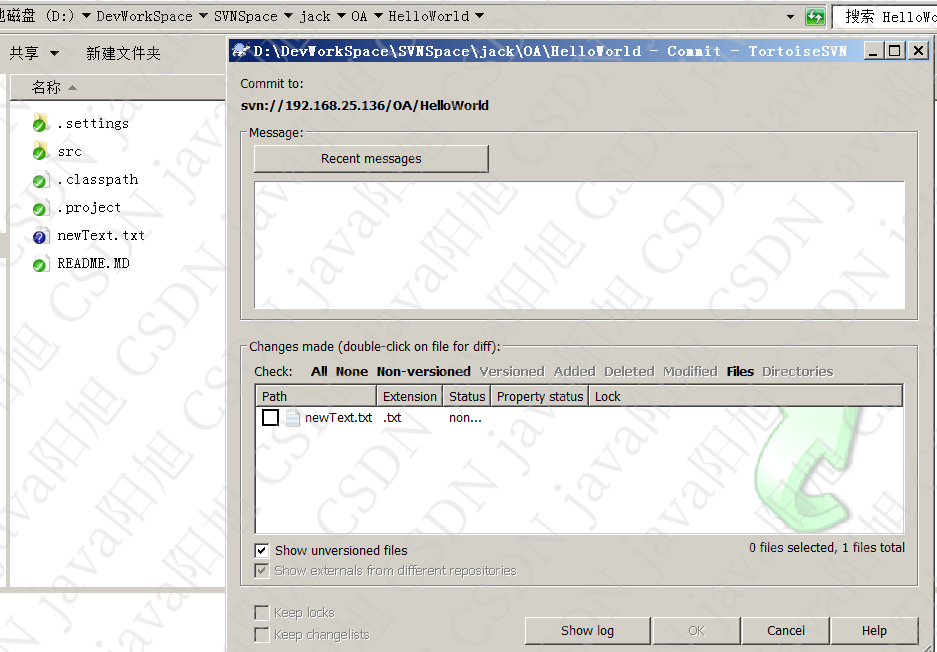 地磁盘 (D:) DevWorkSpace SVNSpace jack OA HelloWorld
搜索 HelloWo
共享 新建文件夹
名称
.settings
src
.classpath
.project
newText.txt
README.MD
D:\DevWorkSpace\SVNSpace\jack\OA\HelloWorld - Commit - TortoiseSVN
Commit to:
svn://192.168.25.136/OA/HelloWorld
Message:
Recent messages
Changes made (double-click on file for diff):
Check: All None Non-versioned Versioned Added Deleted Modified Files Directories
Path Extension Status Property status Lock
newText.txt .txt non...
Show unversioned files
0 files selected, 1 files total
Show externals from different repositories
Keep locks
Keep changelists
Show log OK Cancel Help
CSDN java阳旭